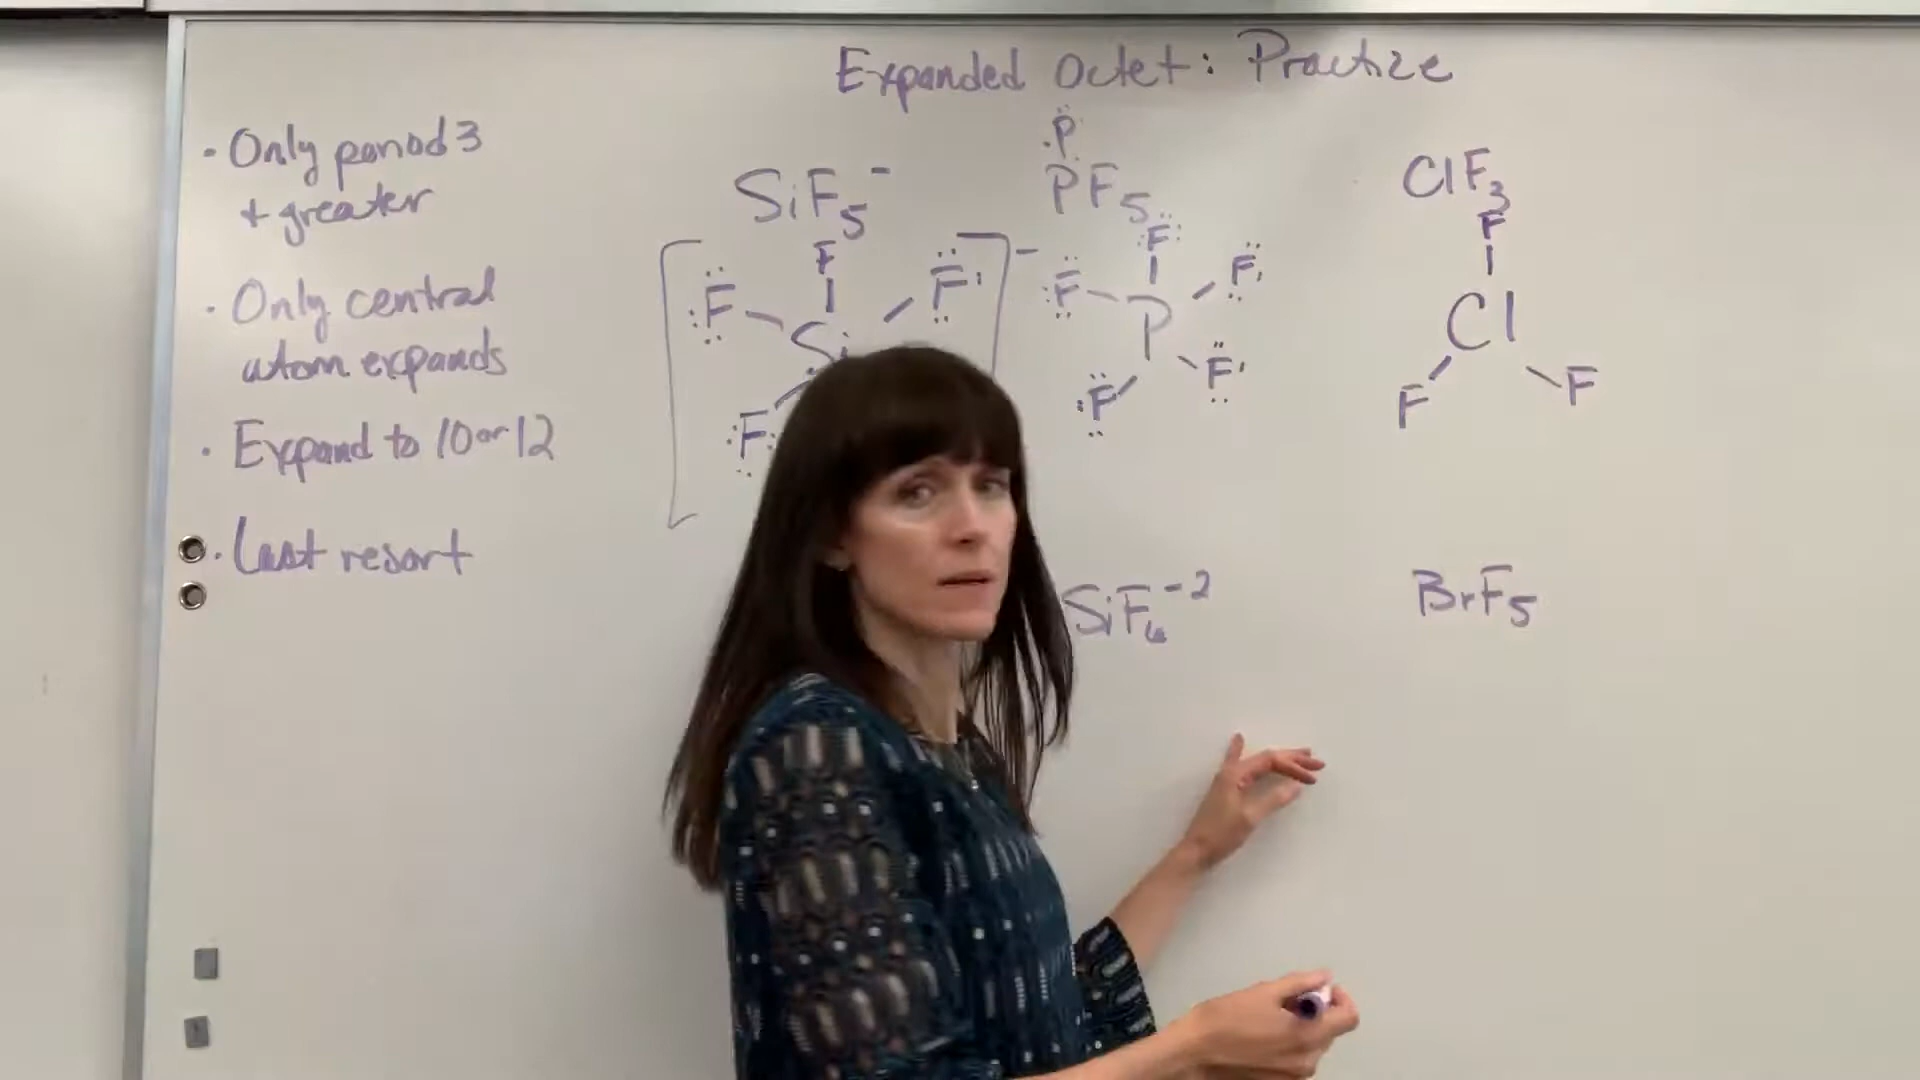 Expanded Octet: Practice
• Only period 3
+ greater
• Only central
atom expands
• Expand to 10 or 12
• Last resort
SiF5-
F
F
F
Si
F
-
P
PF5
F
F
F
P
F
F
ClF3
F
Cl
F
F
SiF6-2
BrF5